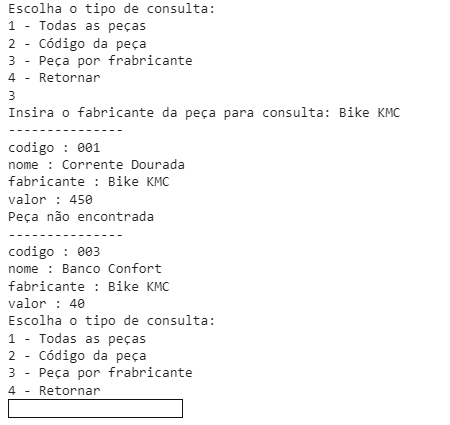 Escolha o tipo de consulta:
1 - Todas as peças
2 - Código da peça
3 - Peça por frabricante
4 - Retornar
3
Insira o fabricante da peça para consulta: Bike KMC
---------------
codigo : 001
nome : Corrente Dourada
fabricante : Bike KMC
valor : 450
Peça não encontrada
---------------
codigo : 003
nome : Banco Confort
fabricante : Bike KMC
valor : 40
Escolha o tipo de consulta:
1 - Todas as peças
2 - Código da peça
3 - Peça por frabricante
4 - Retornar